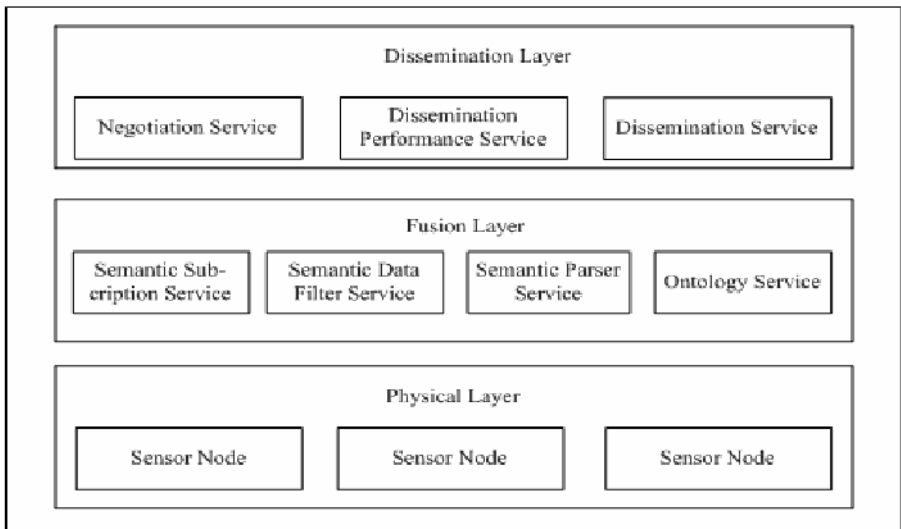 Dissemination Layer
Negotiation Service
Dissemination
Performance Service
Dissemination Service
Fusion Layer
Semantic Sub-
cription Service
Semantic Data
Filter Service
Semantic Parser
Service
Ontology Service
Physical Layer
Sensor Node
Sensor Node
Sensor Node